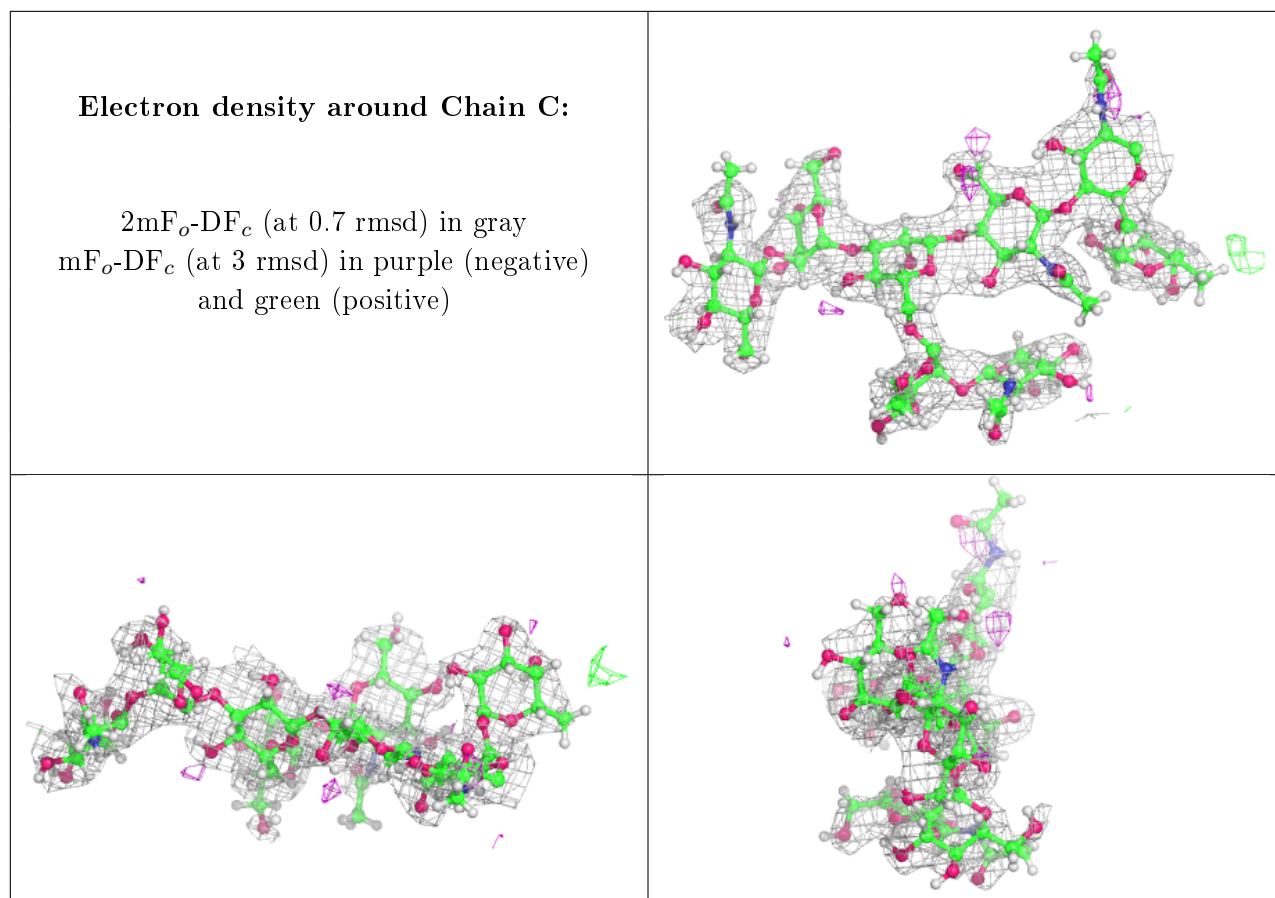 Electron density around Chain C:
2mFₒ-DF𝒸 (at 0.7 rmsd) in gray
mFₒ-DF𝒸 (at 3 rmsd) in purple (negative)
and green (positive)